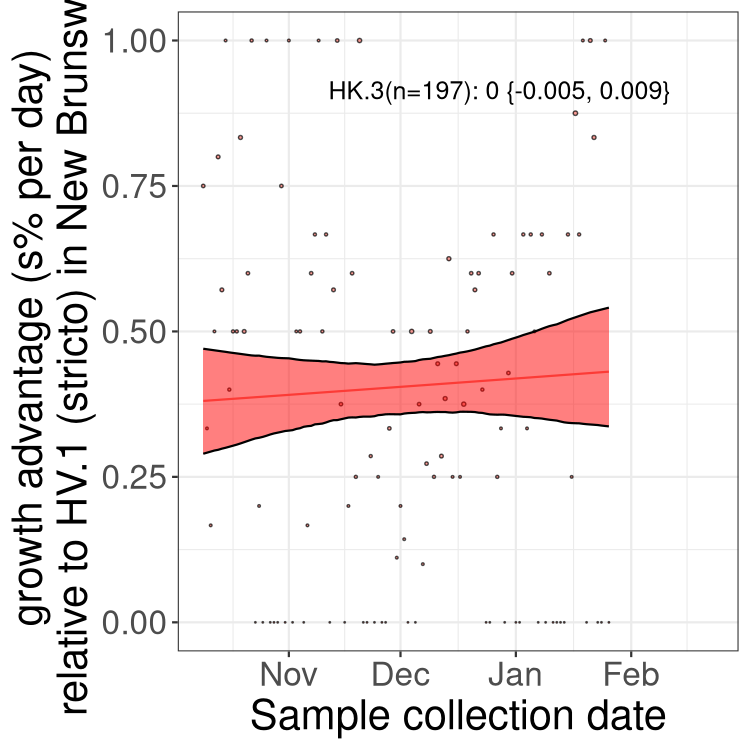 growth advantage (s% per day)
relative to HV.1 (stricto) in New Brunsw
1.00
0.75
0.50
0.25
0.00
HK.3(n=197): 0 {-0.005, 0.009}
Nov Dec Jan Feb
Sample collection date